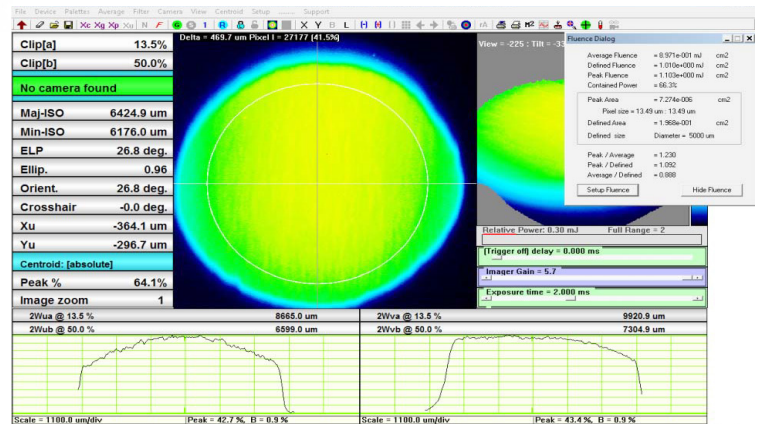 File Device Palettes Average Filter Camera View Centroid Setup ........ Support
Xc Xg Xp Xu N F G 1 R X Y B L H H M²
Clip[a] 13.5%
Clip[b] 50.0%
No camera found
Maj-ISO 6424.9 um
Min-ISO 6176.0 um
ELP 26.8 deg.
Ellip. 0.96
Orient. 26.8 deg.
Crosshair -0.0 deg.
Xu -364.1 um
Yu -296.7 um
Centroid: [absolute]
Peak % 64.1%
Image zoom 1
Delta = 469.7 um Pixel I = 27177 (41.5%)
View = -225 : Tilt = -33
Fluence Dialog
Average Fluence = 8.971e-001 mJ cm2
Defined Fluence = 1.010e+000 mJ cm2
Peak Fluence = 1.103e+000 mJ cm2
Contained Power = 66.3%
Peak Area = 7.274e-006 cm2
Pixel size = 13.49 um : 13.49 um
Defined Area = 1.968e-001 cm2
Defined size Diameter = 5000 um
Peak / Average = 1.230
Peak / Defined = 1.092
Average / Defined = 0.888
Setup Fluence Hide Fluence
Relative Power: 0.30 mJ Full Range = 2
(Trigger off) delay = 0.000 ms
Imager Gain = 5.7
Exposure time = 2.000 ms
2Wua @ 13.5 % 8665.0 um 2Wva @ 13.5 % 9920.9 um
2Wub @ 50.0 % 6599.0 um 2Wvb @ 50.0 % 7304.9 um
Scale = 1100.0 um/div Peak = 42.7 %, B = 0.9 % Scale = 1100.0 um/div Peak = 43.4 %, B = 0.9 %